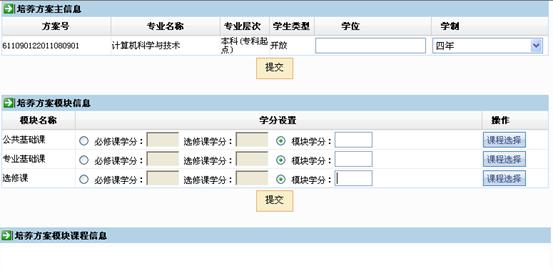 培养方案主信息
方案号 专业名称 专业层次 学生类型 学位 学制
611090122011080901 计算机科学与技术 本科(专科起点) 开放 四年
提交
培养方案模块信息
模块名称 学分设置 操作
公共基础课 必修课学分： 选修课学分： 模块学分： 课程选择
专业基础课 必修课学分： 选修课学分： 模块学分： 课程选择
选修课 必修课学分： 选修课学分： 模块学分： 课程选择
提交
培养方案模块课程信息